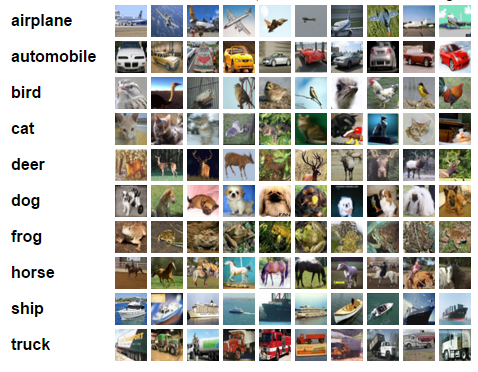 airplane
automobile
bird
cat
deer
dog
frog
horse
ship
truck